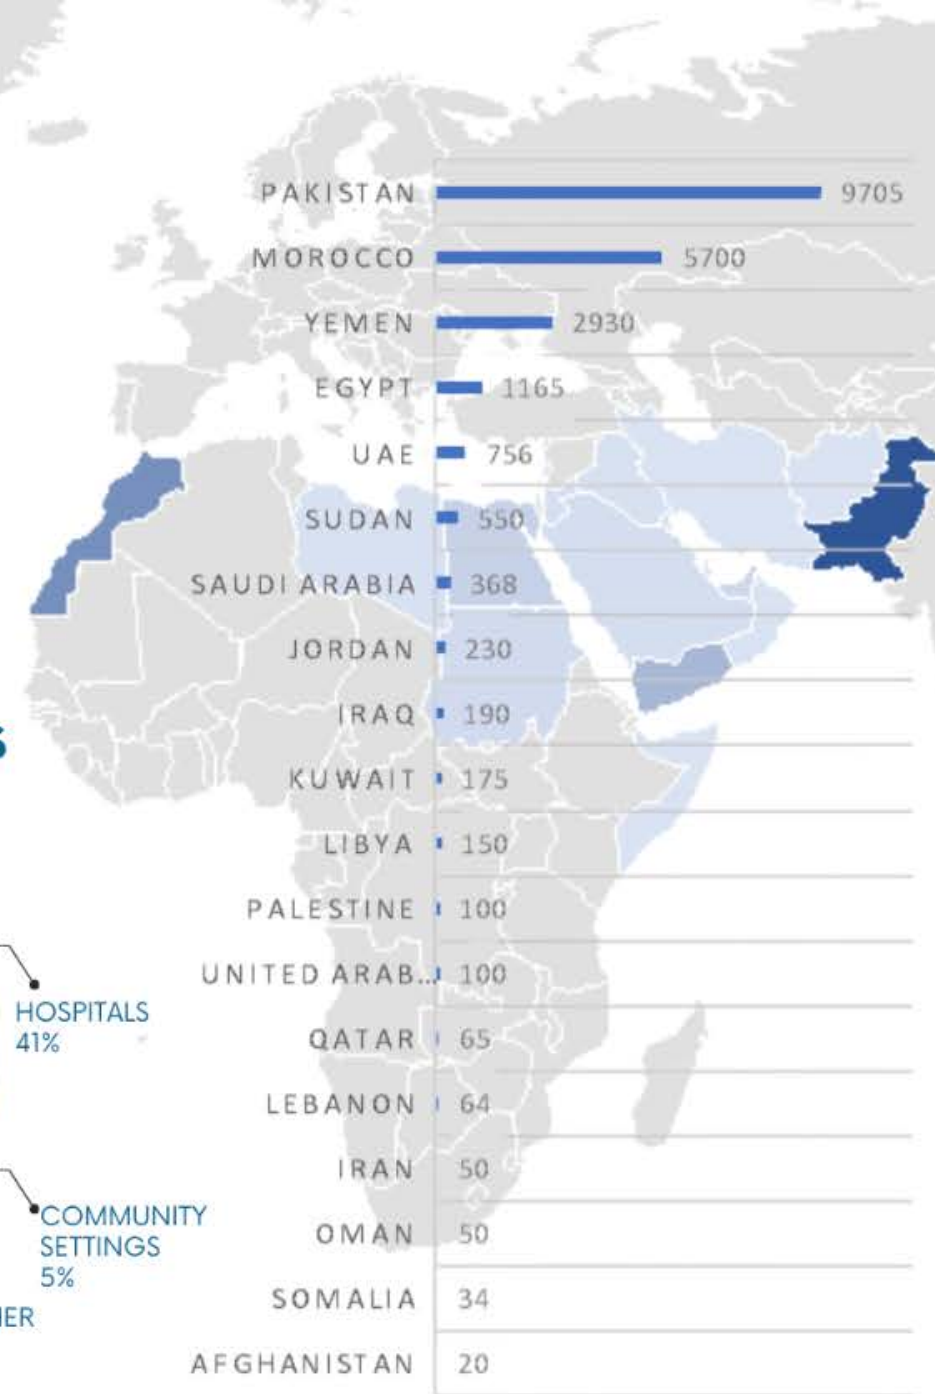 PAKISTAN 9705
MOROCCO 5700
YEMEN 2930
EGYPT 1165
UAE 756
SUDAN 550
SAUDI ARABIA 368
JORDAN 230
IRAQ 190
KUWAIT 175
LIBYA 150
PALESTINE 100
UNITED ARAB... 100
QATAR 65
LEBANON 64
IRAN 50
OMAN 50
SOMALIA 34
AFGHANISTAN 20
HOSPITALS
41%
COMMUNITY
SETTINGS
5%